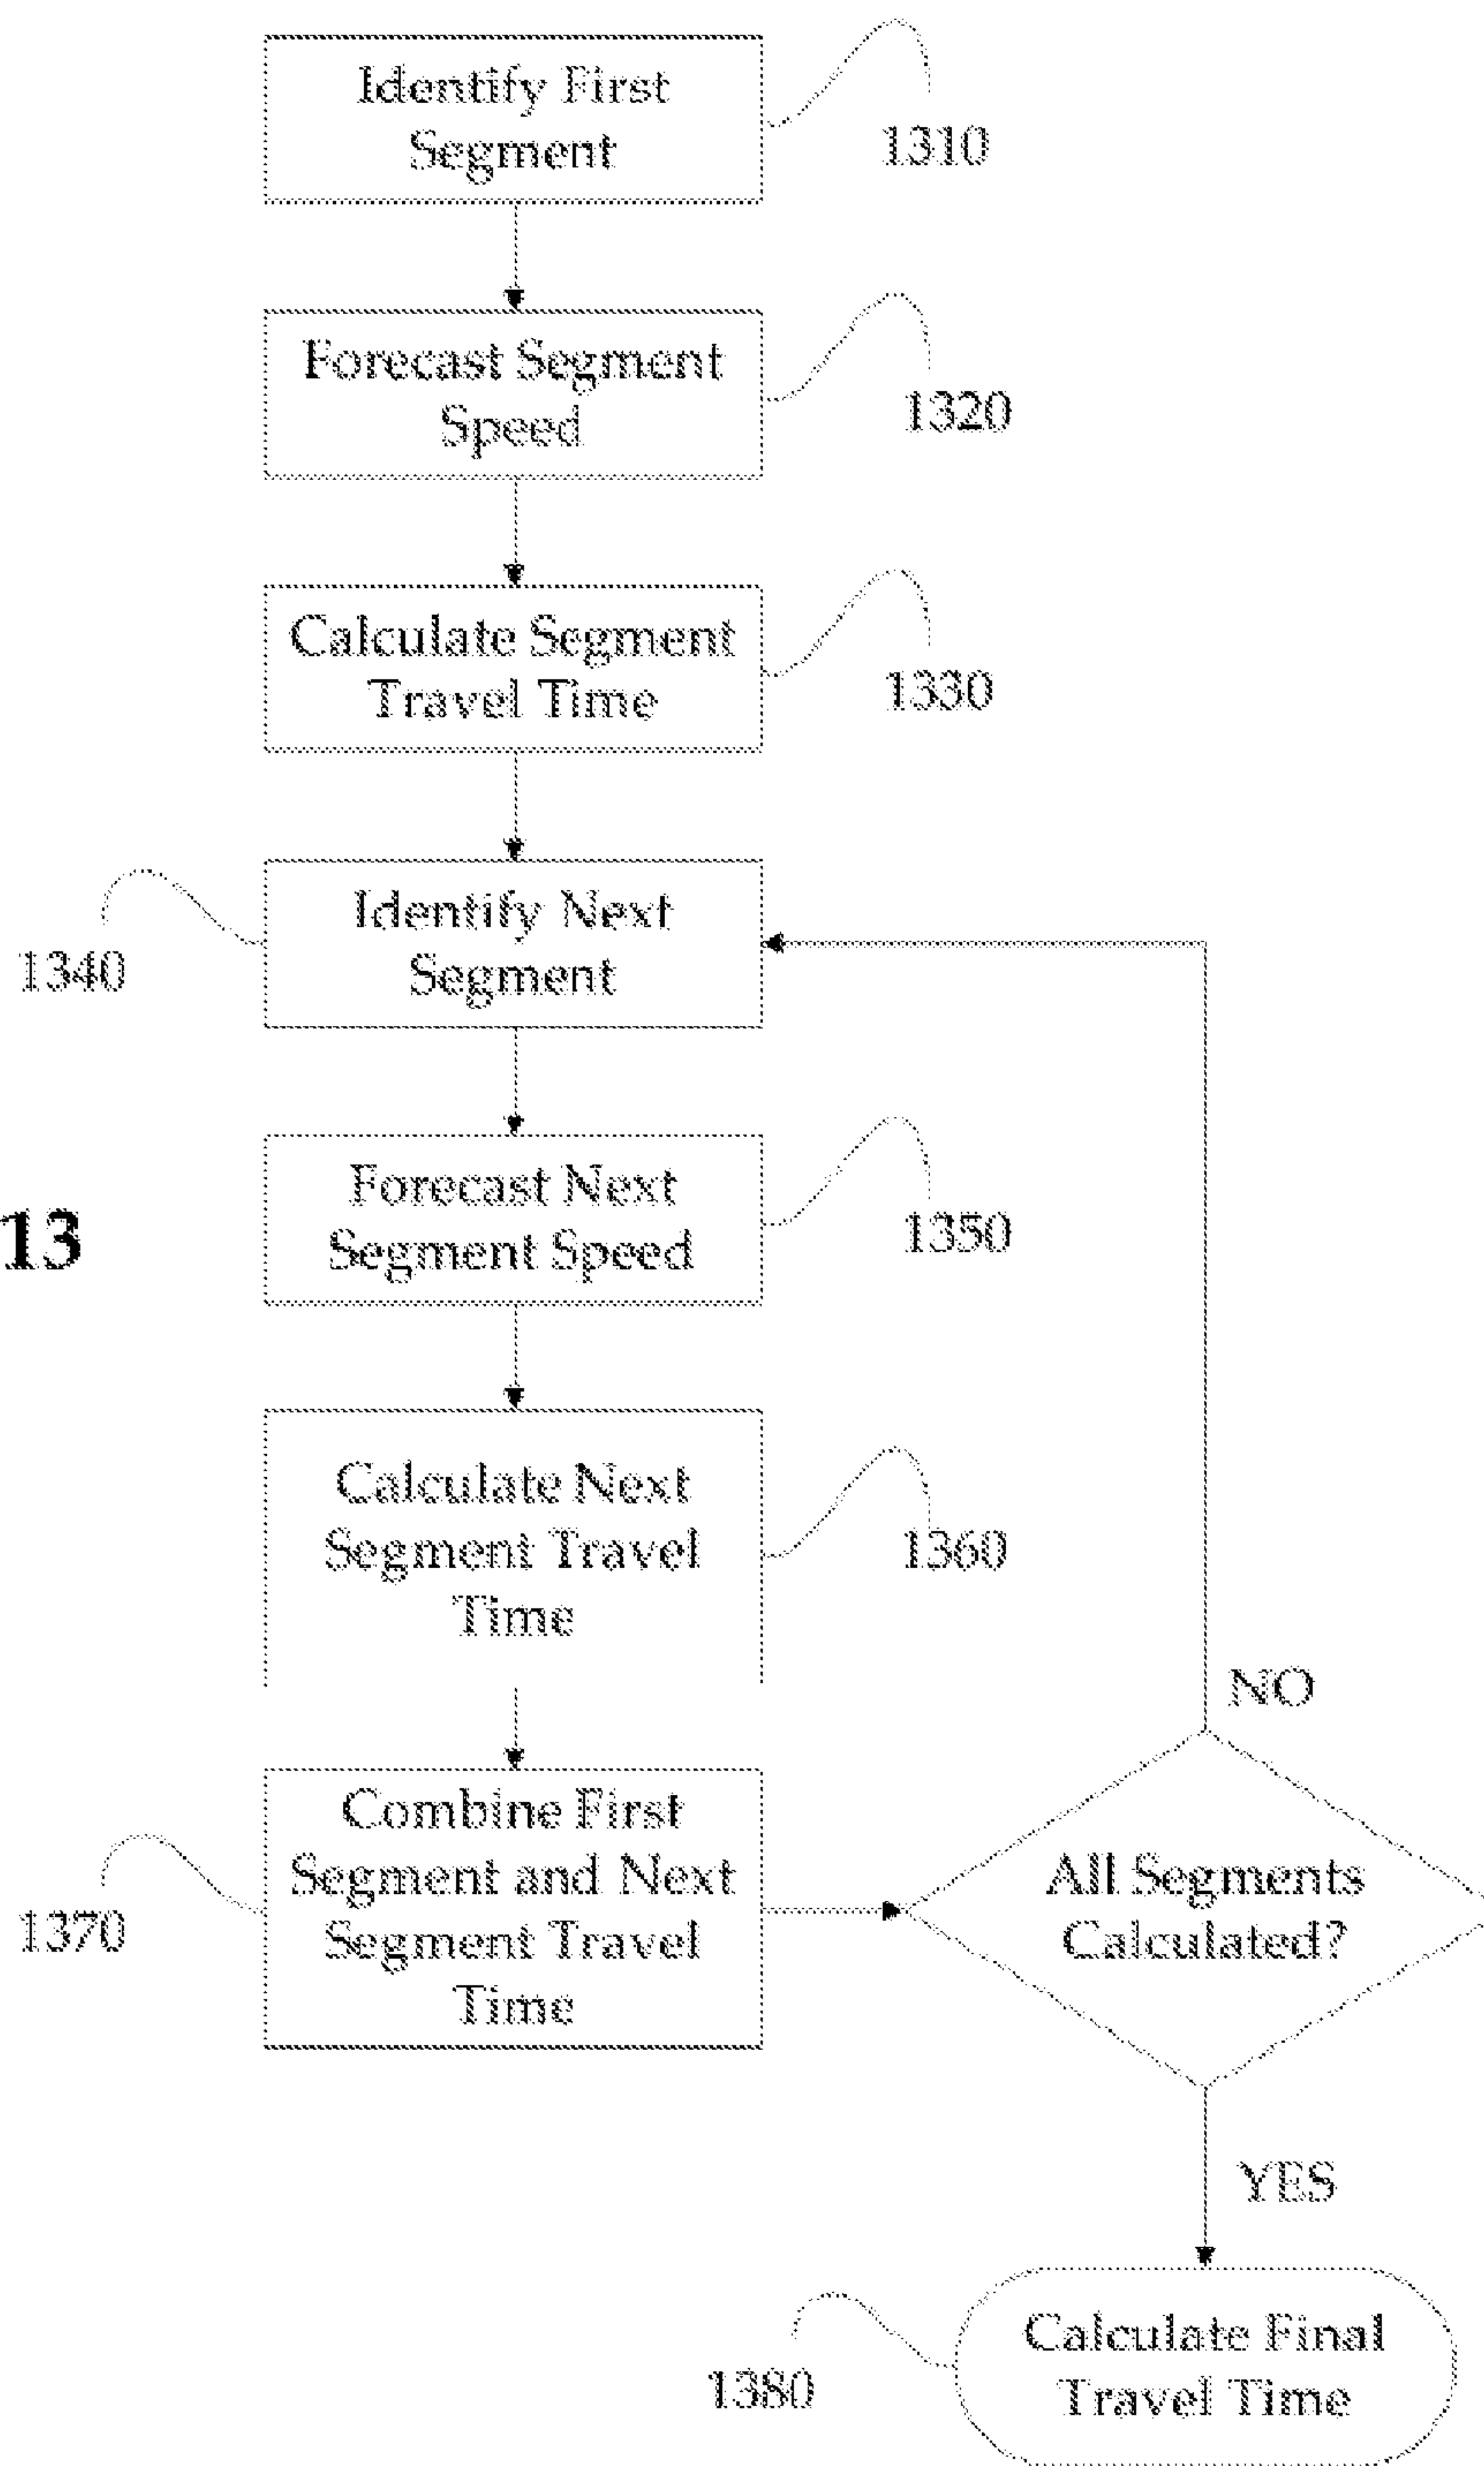 Identify First
Segment
1310
Forecast Segment
Speed
1320
Calculate Segment
Travel Time
1330
Identify Next
Segment
1340
13
Forecast Next
Segment Speed
1350
Calculate Next
Segment Travel
Time
1360
NO
Combine First
Segment and Next
Segment Travel
Time
1370
All Segments
Calculated?
YES
Calculate Final
Travel Time
1380